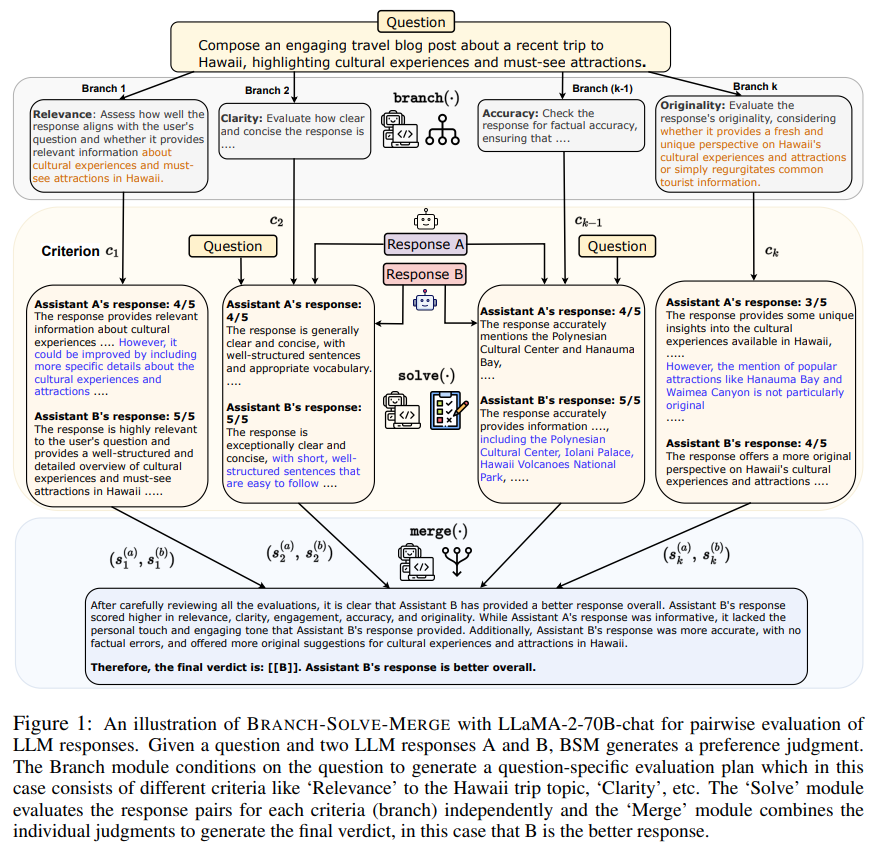 Question
Compose an engaging travel blog post about a recent trip to
Hawaii, highlighting cultural experiences and must-see attractions.
Branch 1
Branch 2
Branch (k-1)
Branch k
Relevance: Assess how well the
response aligns with the user's
question and whether it provides
relevant information about
cultural experiences and must-
see attractions in Hawaii.
Clarity: Evaluate how clear
and concise the response is
....
branch(·)
Accuracy: Check the
response for factual accuracy,
ensuring that ....
Originality: Evaluate the
response's originality, considering
whether it provides a fresh and
unique perspective on Hawaii's
cultural experiences and attractions
or simply regurgitates common
tourist information.
Criterion c₁
c₂
cₖ₋₁
cₖ
Question
Response A
Response B
Question
Assistant A's response: 4/5
The response provides relevant
information about cultural
experiences .... However, it
could be improved by including
more specific details about the
cultural experiences and
attractions ....
Assistant B's response: 5/5
The response is highly relevant
to the user's question and
provides a well-structured and
detailed overview of cultural
experiences and must-see
attractions in Hawaii .....
Assistant A's response:
4/5
The response is generally
clear and concise, with
well-structured sentences
and appropriate vocabulary.
....
Assistant B's response:
5/5
The response is
exceptionally clear and
concise, with short, well-
structured sentences that
are easy to follow ....
solve(·)
Assistant A's response: 4/5
The response accurately
mentions the Polynesian
Cultural Center and Hanauma
Bay,
....
Assistant B's response: 5/5
The response accurately
provides information ....,
including the Polynesian
Cultural Center, Iolani Palace,
Hawaii Volcanoes National
Park, .....
Assistant A's response: 3/5
The response provides some unique
insights into the cultural
experiences available in Hawaii,
.....
However, the mention of popular
attractions like Hanauma Bay and
Waimea Canyon is not particularly
original
.....
Assistant B's response: 4/5
The response offers a more original
perspective on Hawaii's cultural
experiences and attractions ....
merge(·)
(s₁⁽ᵃ⁾, s₁⁽ᵇ⁾)
(s₂⁽ᵃ⁾, s₂⁽ᵇ⁾)
(sₖ⁽ᵃ⁾, sₖ⁽ᵇ⁾)
After carefully reviewing all the evaluations, it is clear that Assistant B has provided a better response overall. Assistant B's response
scored higher in relevance, clarity, engagement, accuracy, and originality. While Assistant A's response was informative, it lacked the
personal touch and engaging tone that Assistant B's response provided. Additionally, Assistant B's response was more accurate, with no
factual errors, and offered more original suggestions for cultural experiences and attractions in Hawaii.
Therefore, the final verdict is: [[B]]. Assistant B's response is better overall.
Figure 1: An illustration of BRANCH-SOLVE-MERGE with LLaMA-2-70B-chat for pairwise evaluation of
LLM responses. Given a question and two LLM responses A and B, BSM generates a preference judgment.
The Branch module conditions on the question to generate a question-specific evaluation plan which in this
case consists of different criteria like ‘Relevance’ to the Hawaii trip topic, ‘Clarity’, etc. The ‘Solve’ module
evaluates the response pairs for each criteria (branch) independently and the ‘Merge’ module combines the
individual judgments to generate the final verdict, in this case that B is the better response.